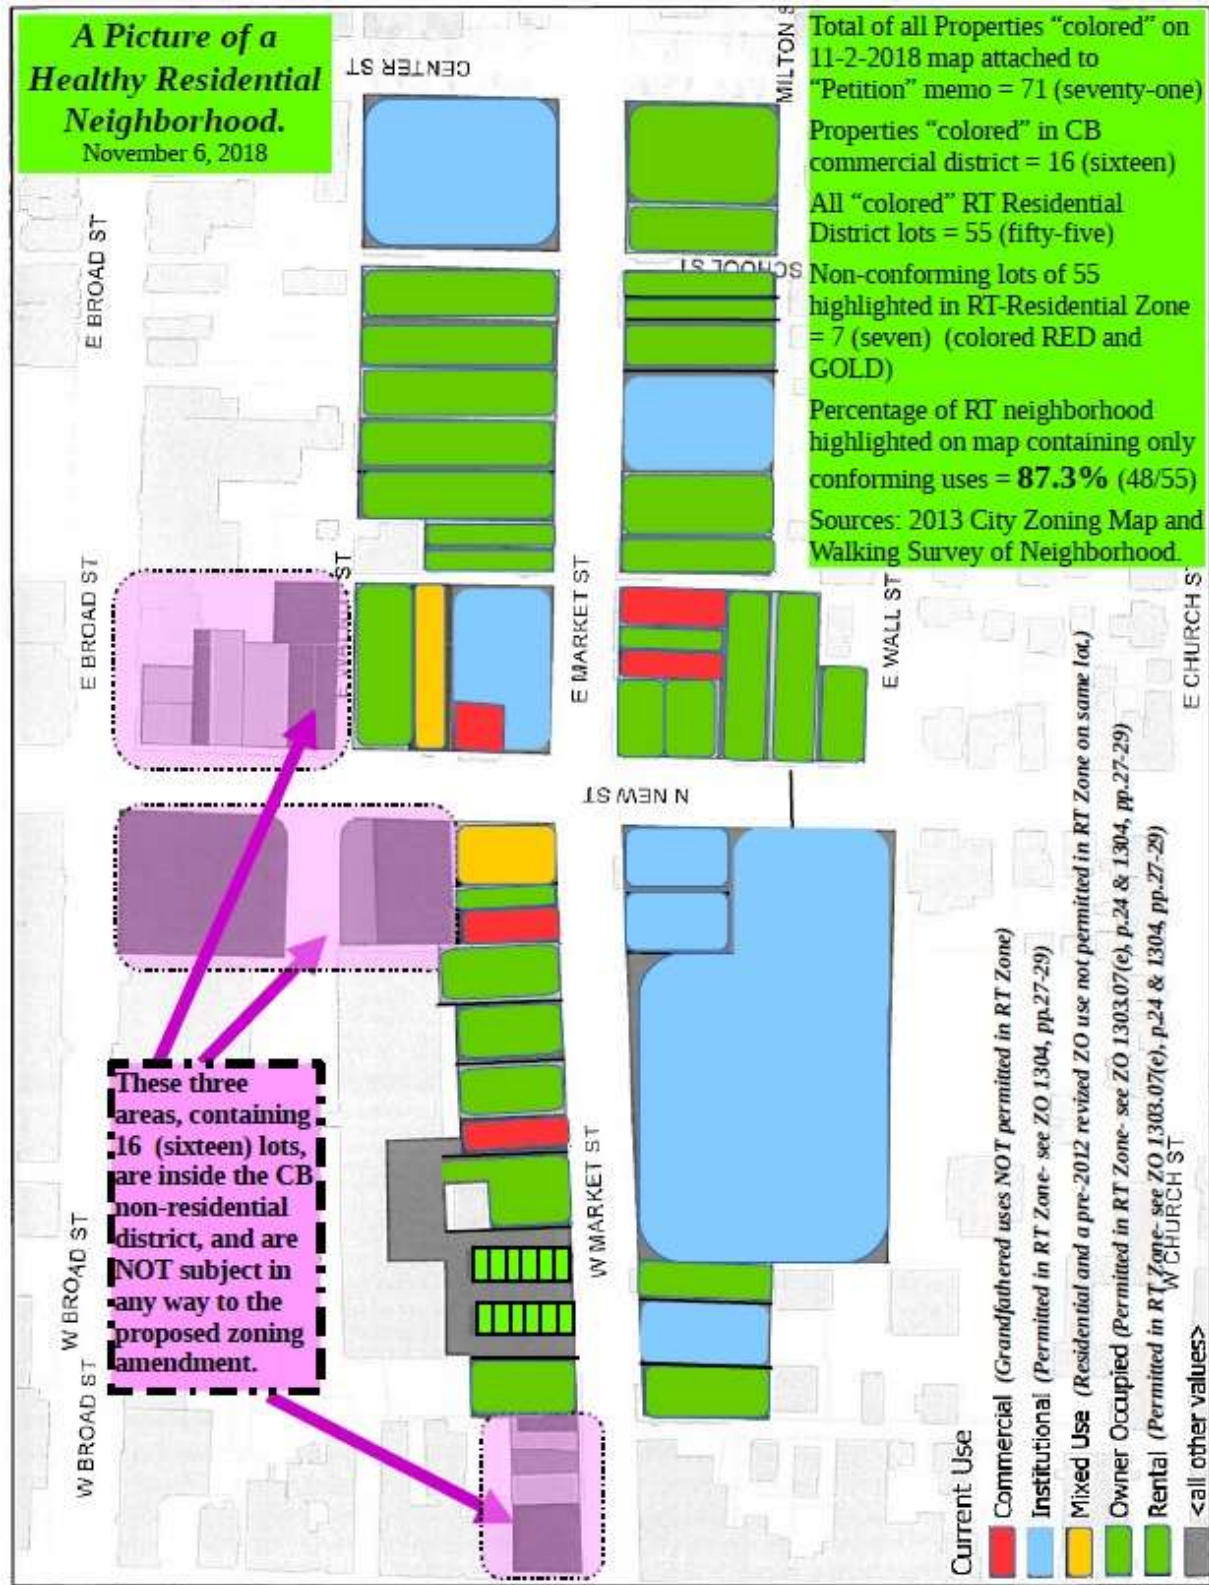 A Picture of a
Healthy Residential
Neighborhood.
November 6, 2018
Total of all Properties “colored” on
11-2-2018 map attached to
“Petition” memo = 71 (seventy-one)
Properties “colored” in CB
commercial district = 16 (sixteen)
All “colored” RT Residential
District lots = 55 (fifty-five)
Non-conforming lots of 55
highlighted in RT-Residential Zone
= 7 (seven) (colored RED and
GOLD)
Percentage of RT neighborhood
highlighted on map containing only
conforming uses = 87.3% (48/55)
Sources: 2013 City Zoning Map and
Walking Survey of Neighborhood.
CENTER ST
MILTON S
E BROAD ST
SCHOOL ST
E BROAD ST
ST
E MARKET ST
E WALL ST
E CHURCH ST
N NEW ST
These three
areas, containing
16 (sixteen) lots,
are inside the CB
non-residential
district, and are
NOT subject in
any way to the
proposed zoning
amendment.
W BROAD ST
W BROAD ST
W MARKET ST
W CHURCH ST
Current Use
Commercial (Grandfathered uses NOT permitted in RT Zone)
Institutional (Permitted in RT Zone- see ZO 1304, pp.27-29)
Mixed Use (Residential and a pre-2012 revized ZO use not permitted in RT Zone on same lot.)
Owner Occupied (Permitted in RT Zone- see ZO 1303.07(e), p.24 & 1304, pp.27-29)
Rental (Permitted in RT Zone- see ZO 1303.07(e), p.24 & 1304, pp.27-29)
<all other values>